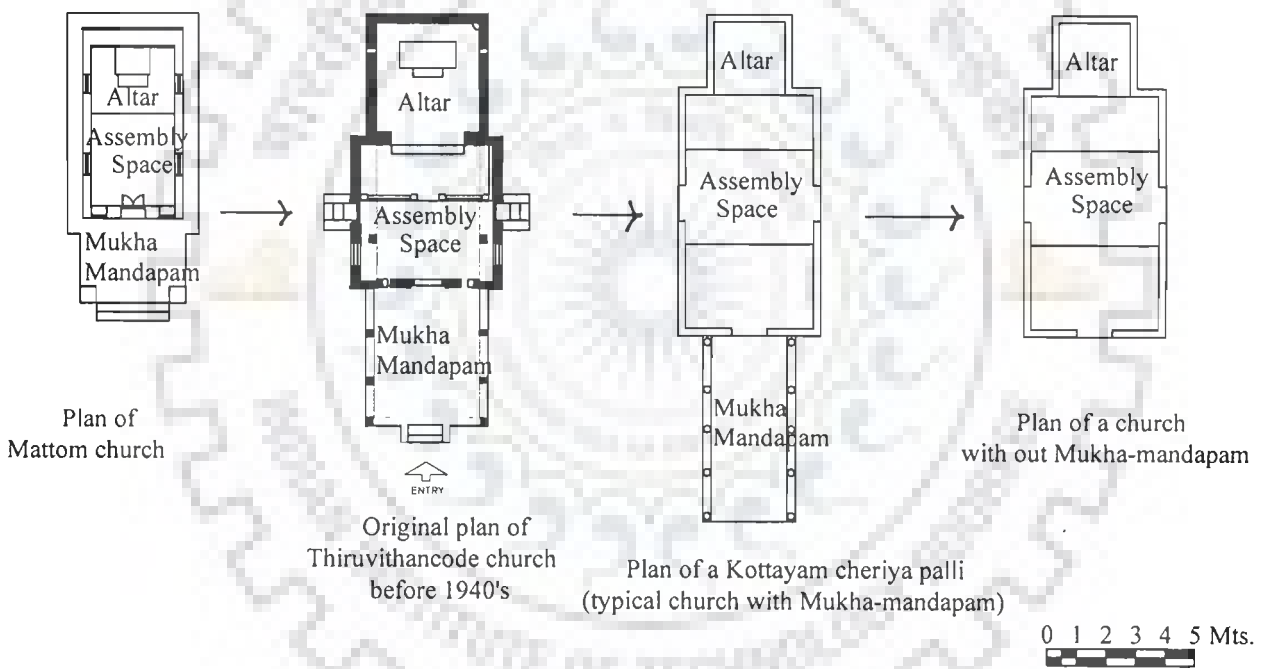 Altar
Assembly
Space
Mukha
Mandapam
Plan of
Mattom church
Altar
Assembly
Space
Mukha
Mandapam
ENTRY
Original plan of
Thiruvithancode church
before 1940's
Altar
Assembly
Space
Mukha
Mandapam
Plan of a Kottayam cheriya palli
(typical church with Mukha-mandapam)
Altar
Assembly
Space
Plan of a church
with out Mukha-mandapam
0 1 2 3 4 5 Mts.